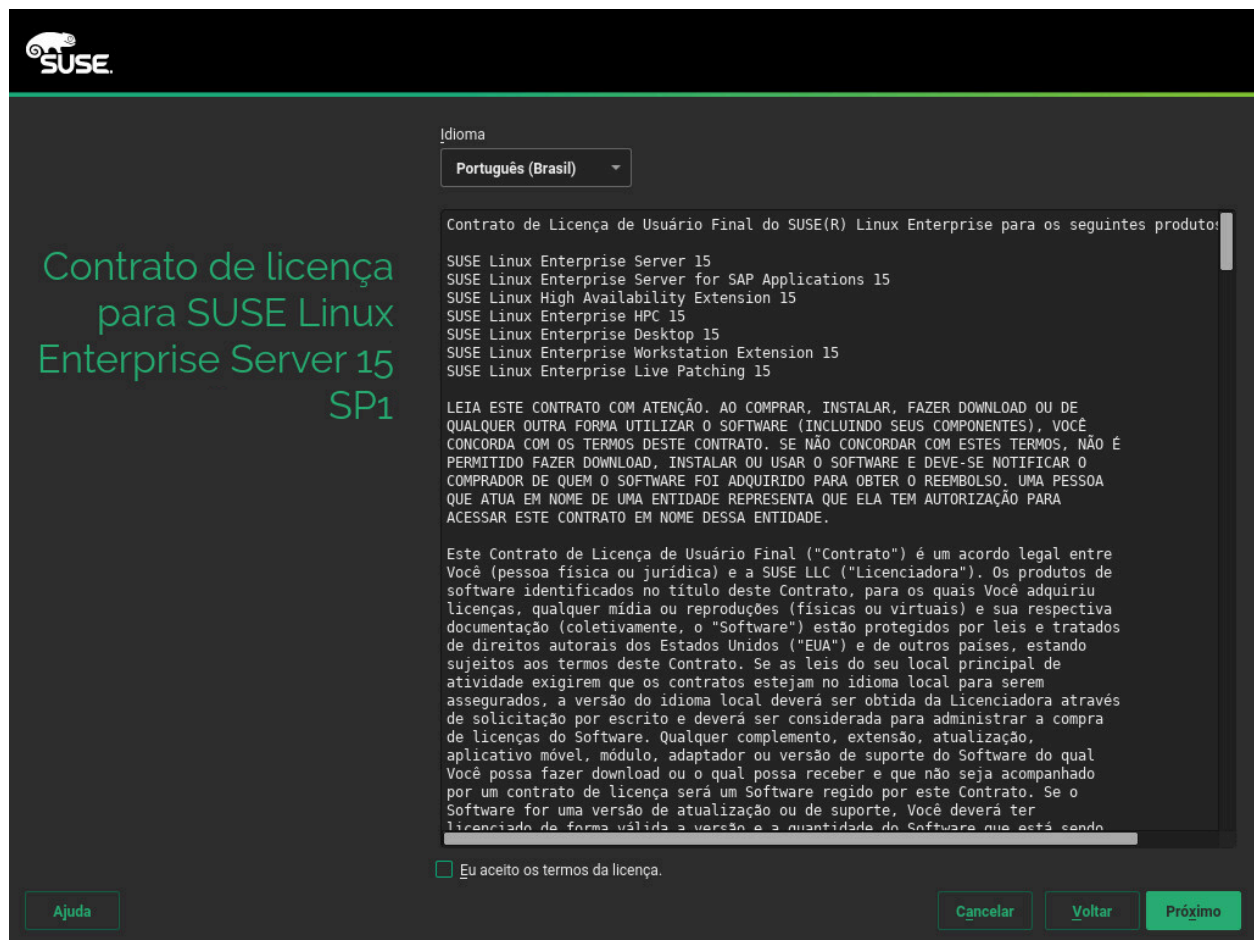 SUSE.
Idioma
Português (Brasil)
Contrato de licença
para SUSE Linux
Enterprise Server 15
SP1
Contrato de Licença de Usuário Final do SUSE(R) Linux Enterprise para os seguintes produtos
SUSE Linux Enterprise Server 15
SUSE Linux Enterprise Server for SAP Applications 15
SUSE Linux High Availability Extension 15
SUSE Linux Enterprise HPC 15
SUSE Linux Enterprise Desktop 15
SUSE Linux Enterprise Workstation Extension 15
SUSE Linux Enterprise Live Patching 15
LEIA ESTE CONTRATO COM ATENÇÃO. AO COMPRAR, INSTALAR, FAZER DOWNLOAD OU DE
QUALQUER OUTRA FORMA UTILIZAR O SOFTWARE (INCLUINDO SEUS COMPONENTES), VOCÊ
CONCORDA COM OS TERMOS DESTE CONTRATO. SE NÃO CONCORDAR COM ESTES TERMOS, NÃO É
PERMITIDO FAZER DOWNLOAD, INSTALAR OU USAR O SOFTWARE E DEVE-SE NOTIFICAR O
COMPRADOR DE QUEM O SOFTWARE FOI ADQUIRIDO PARA OBTER O REEMBOLSO. UMA PESSOA
QUE ATUA EM NOME DE UMA ENTIDADE REPRESENTA QUE ELA TEM AUTORIZAÇÃO PARA
ACESSAR ESTE CONTRATO EM NOME DESSA ENTIDADE.
Este Contrato de Licença de Usuário Final ("Contrato") é um acordo legal entre
Você (pessoa física ou jurídica) e a SUSE LLC ("Licenciadora"). Os produtos de
software identificados no título deste Contrato, para os quais Você adquiriu
licenças, qualquer mídia ou reproduções (físicas ou virtuais) e sua respectiva
documentação (coletivamente, o "Software") estão protegidos por leis e tratados
de direitos autorais dos Estados Unidos ("EUA") e de outros países, estando
sujeitos aos termos deste Contrato. Se as leis do seu local principal de
atividade exigirem que os contratos estejam no idioma local para serem
assegurados, a versão do idioma local deverá ser obtida da Licenciadora através
de solicitação por escrito e deverá ser considerada para administrar a compra
de licenças do Software. Qualquer complemento, extensão, atualização,
aplicativo móvel, módulo, adaptador ou versão de suporte do Software do qual
Você possa fazer download ou o qual possa receber e que não seja acompanhado
por um contrato de licença será um Software regido por este Contrato. Se o
Software for uma versão de atualização ou de suporte, Você deverá ter
licenciado de forma válida a versão e a quantidade do Software que está sendo
Eu aceito os termos da licença.
Ajuda
Cancelar
Voltar
Próximo